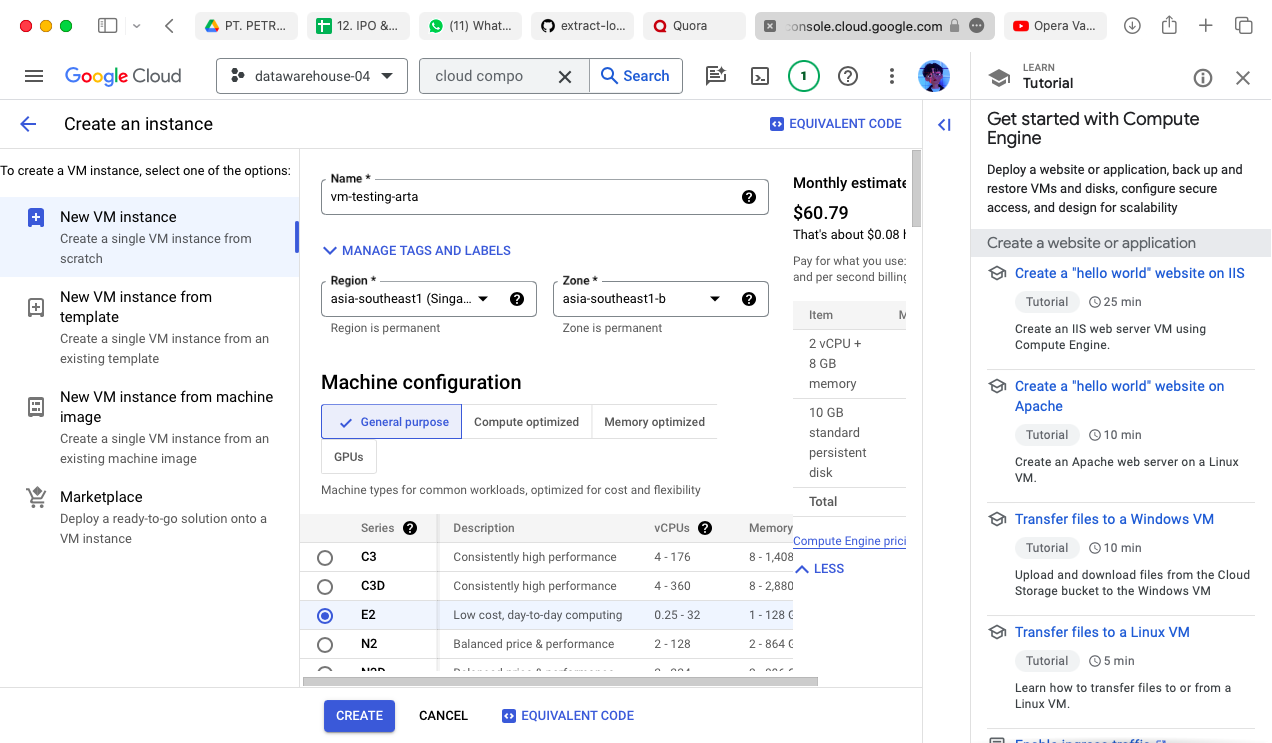 PT. PETR...
12. IPO &...
(11) What...
extract-lo...
Quora
console.cloud.google.com
Opera Va...
Google Cloud
datawarehouse-04
cloud compo
Search
1
LEARN
Tutorial
Create an instance
EQUIVALENT CODE
To create a VM instance, select one of the options:
New VM instance
Create a single VM instance from
scratch
New VM instance from
template
Create a single VM instance from an
existing template
New VM instance from machine
image
Create a single VM instance from an
existing machine image
Marketplace
Deploy a ready-to-go solution onto a
VM instance
Name *
vm-testing-arta
MANAGE TAGS AND LABELS
Region *
asia-southeast1 (Singa...
Region is permanent
Zone *
asia-southeast1-b
Zone is permanent
Machine configuration
General purpose
Compute optimized
Memory optimized
GPUs
Machine types for common workloads, optimized for cost and flexibility
Series Description vCPUs Memory
C3 Consistently high performance 4 - 176 8 - 1,408
C3D Consistently high performance 4 - 360 8 - 2,880
E2 Low cost, day-to-day computing 0.25 - 32 1 - 128 G
N2 Balanced price & performance 2 - 128 2 - 864 G
CREATE
CANCEL
EQUIVALENT CODE
Monthly estimate
$60.79
That's about $0.08 h
Pay for what you use:
and per second billing
Item M
2 vCPU +
8 GB
memory
10 GB
standard
persistent
disk
Total
Compute Engine prici
LESS
Get started with Compute
Engine
Deploy a website or application, back up and
restore VMs and disks, configure secure
access, and design for scalability
Create a website or application
Create a "hello world" website on IIS
Tutorial 25 min
Create an IIS web server VM using
Compute Engine.
Create a "hello world" website on
Apache
Tutorial 10 min
Create an Apache web server on a Linux
VM.
Transfer files to a Windows VM
Tutorial 10 min
Upload and download files from the Cloud
Storage bucket to the Windows VM
Transfer files to a Linux VM
Tutorial 5 min
Learn how to transfer files to or from a
Linux VM.